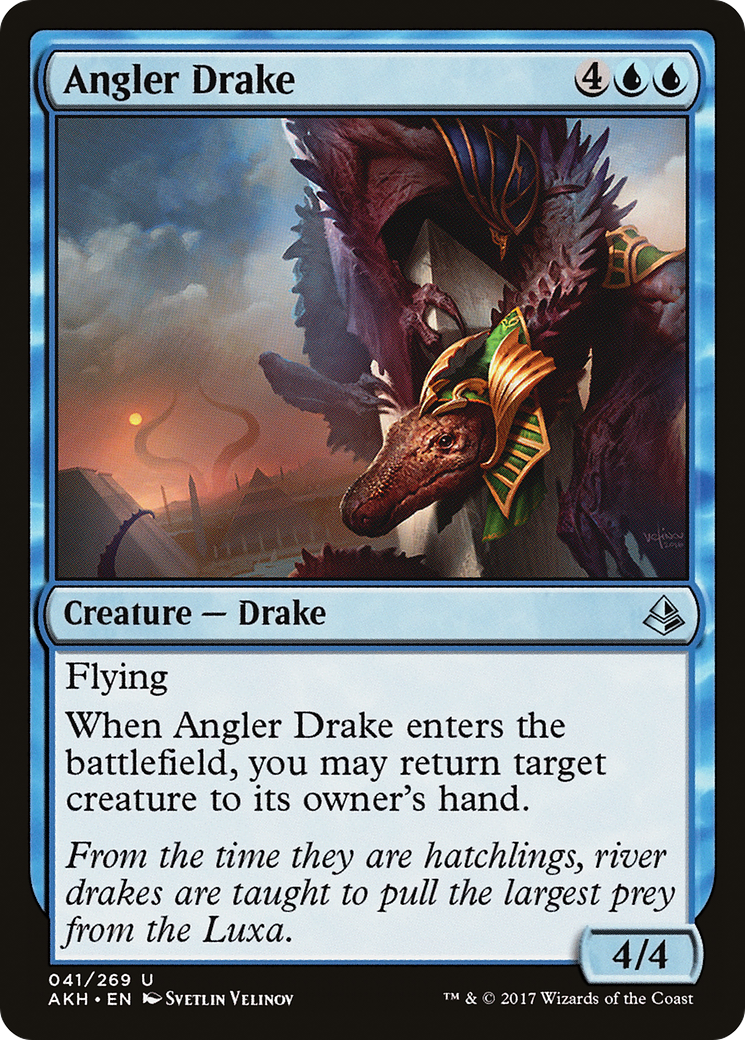 Angler Drake 4
Velinov
2016
Creature — Drake
Flying
When Angler Drake enters the
battlefield, you may return target
creature to its owner's hand.
From the time they are hatchlings, river
drakes are taught to pull the largest prey
from the Luxa.
4/4
041/269 U
AKH • EN Svetlin Velinov ™ & © 2017 Wizards of the Coast